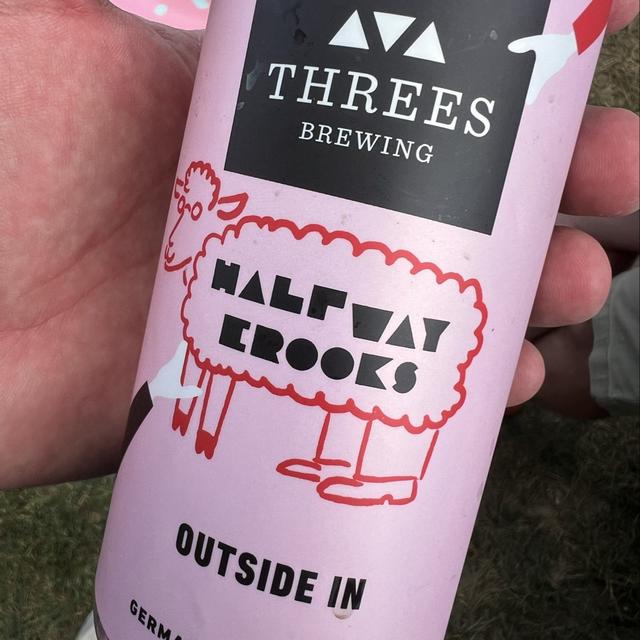 THREES
BREWING
HALFWAY
CROOKS
OUTSIDE IN